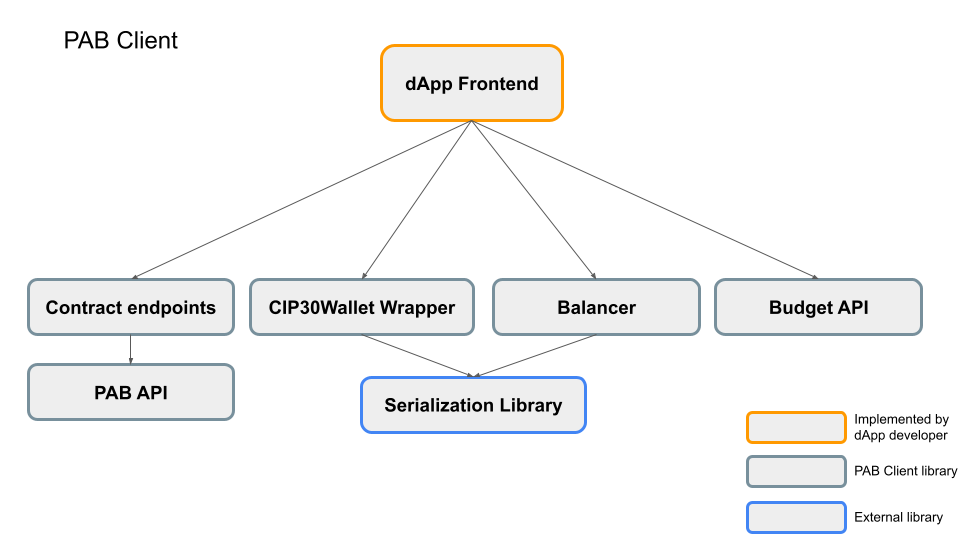 PAB Client
dApp Frontend
Contract endpoints
CIP30Wallet Wrapper
Balancer
Budget API
PAB API
Serialization Library
Implemented by
dApp developer
PAB Client library
External library